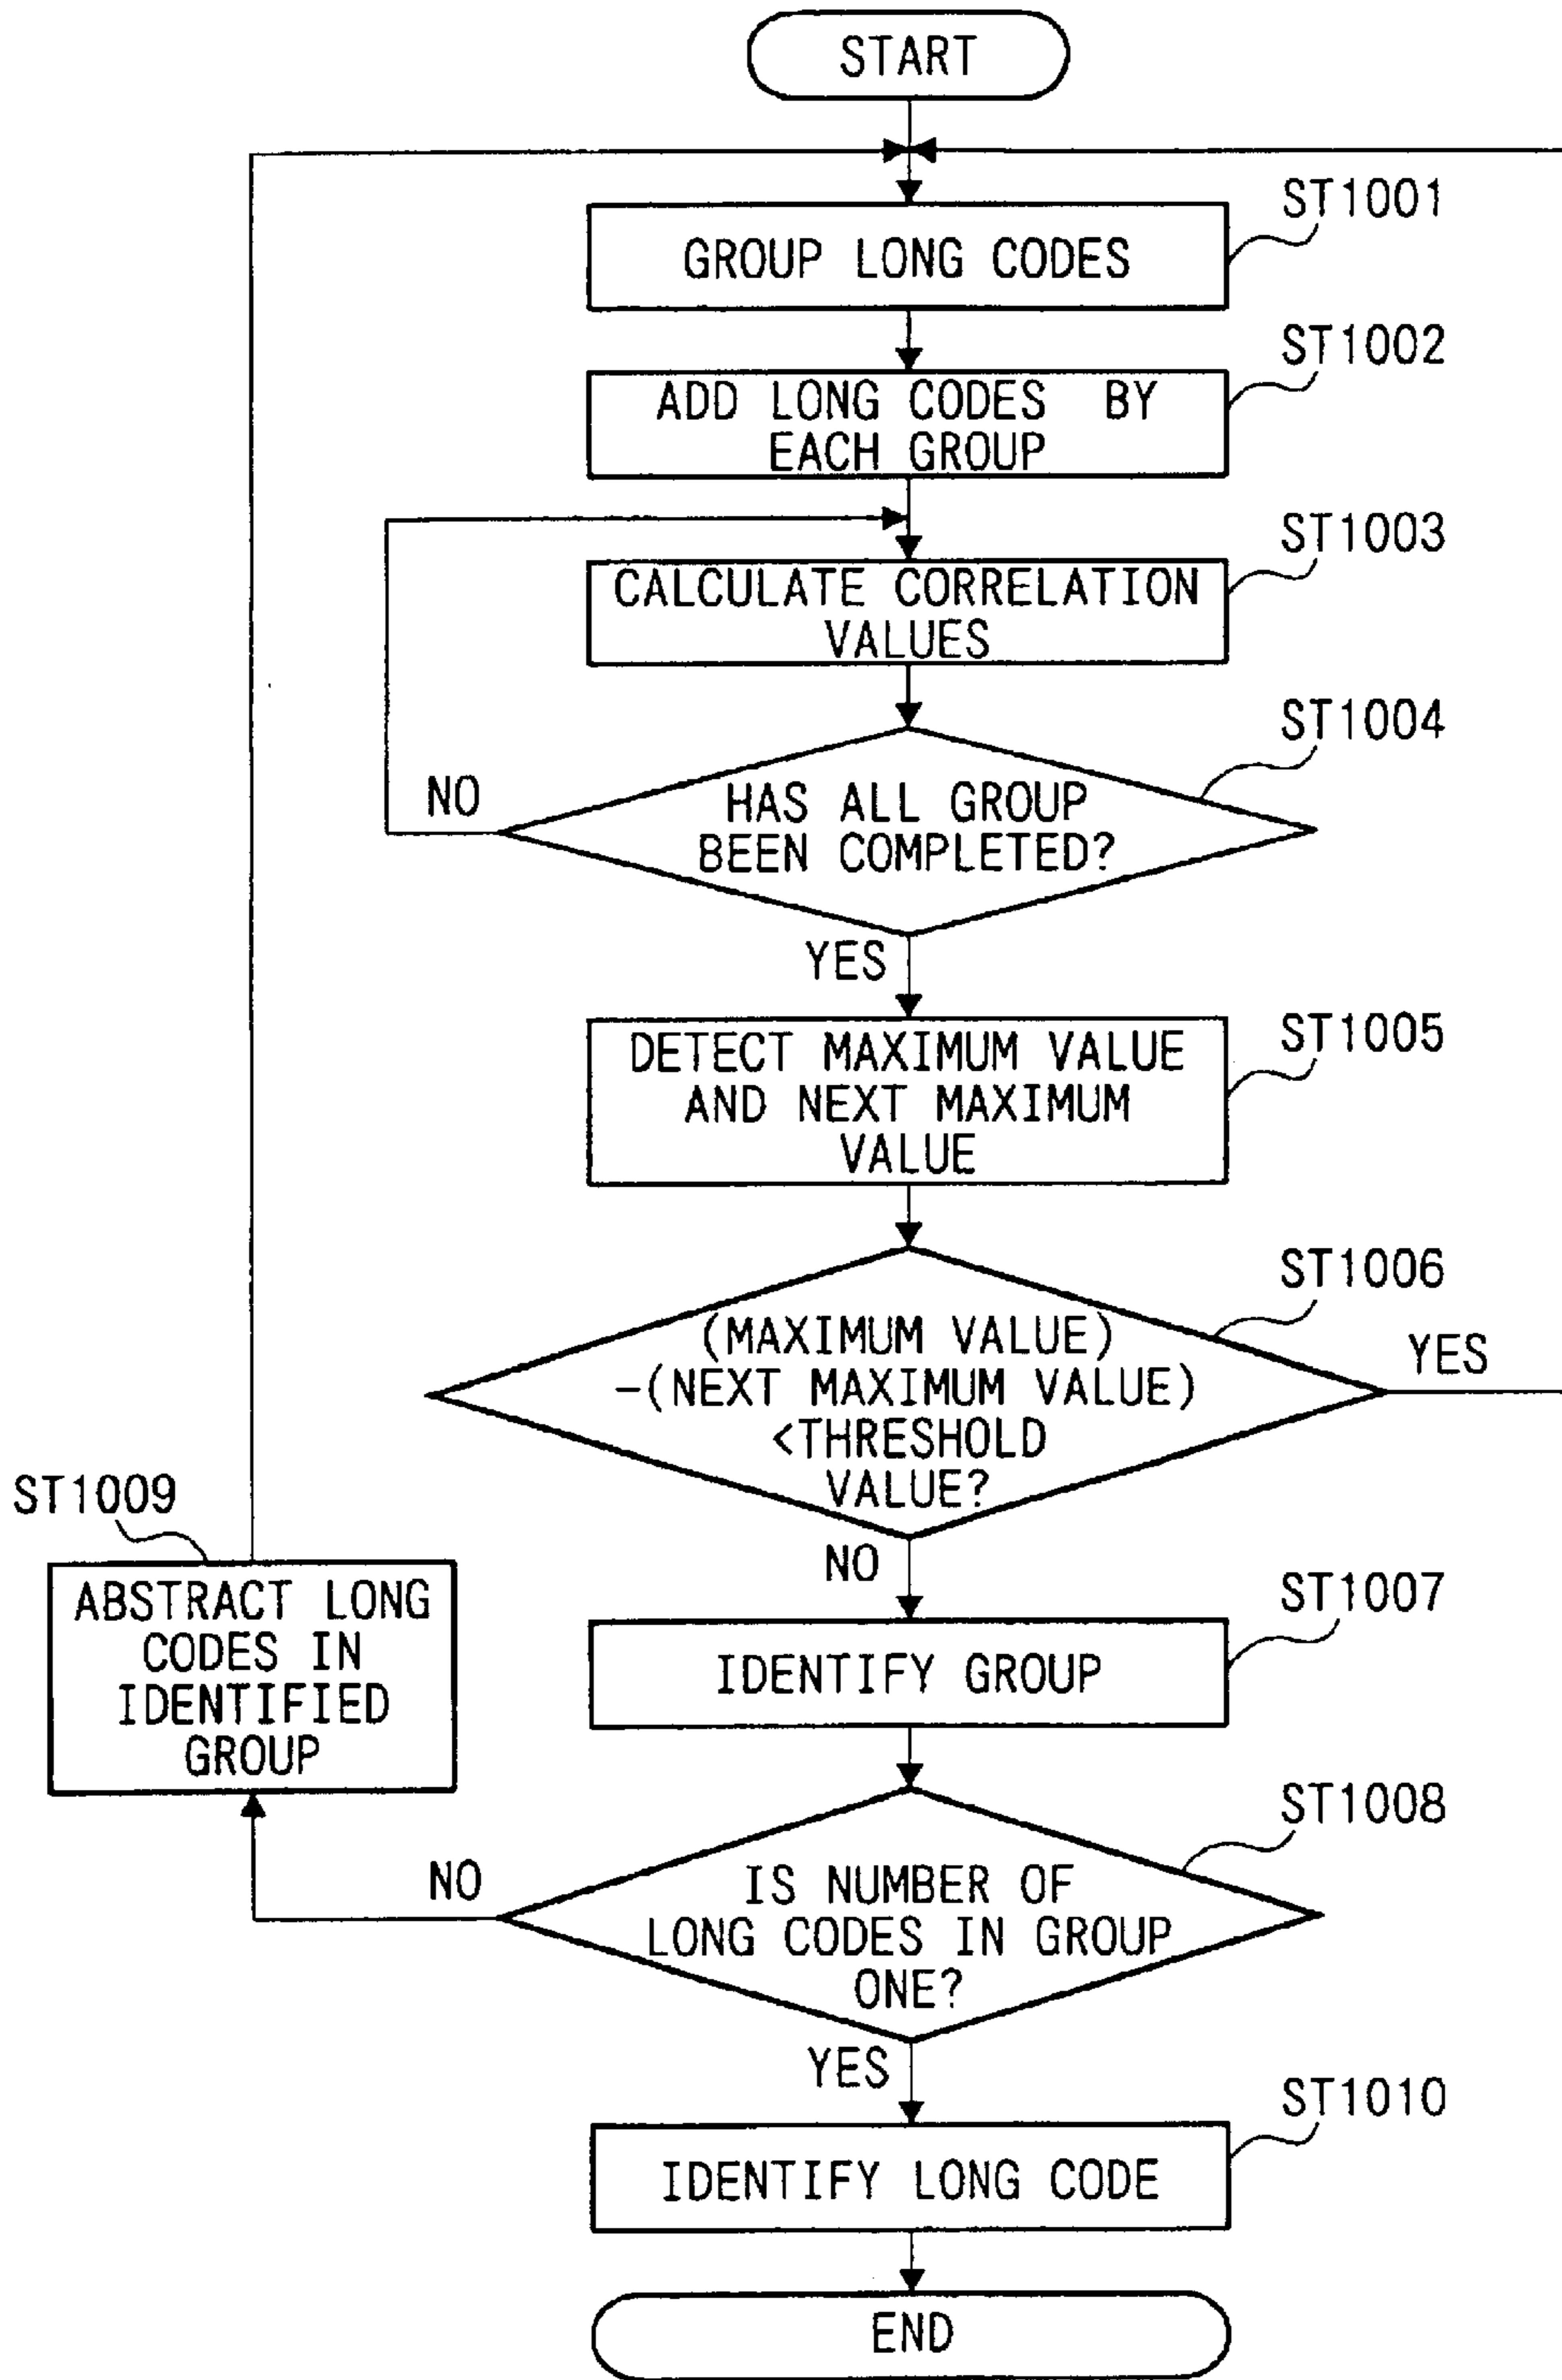 START
ST1001
GROUP LONG CODES
ST1002
ADD LONG CODES BY
EACH GROUP
ST1003
CALCULATE CORRELATION
VALUES
ST1004
NO
HAS ALL GROUP
BEEN COMPLETED?
YES
ST1005
DETECT MAXIMUM VALUE
AND NEXT MAXIMUM
VALUE
ST1006
(MAXIMUM VALUE)
-(NEXT MAXIMUM VALUE)
<THRESHOLD
VALUE?
YES
NO
ST1009
ABSTRACT LONG
CODES IN
IDENTIFIED
GROUP
ST1007
IDENTIFY GROUP
ST1008
NO
IS NUMBER OF
LONG CODES IN GROUP
ONE?
YES
ST1010
IDENTIFY LONG CODE
END